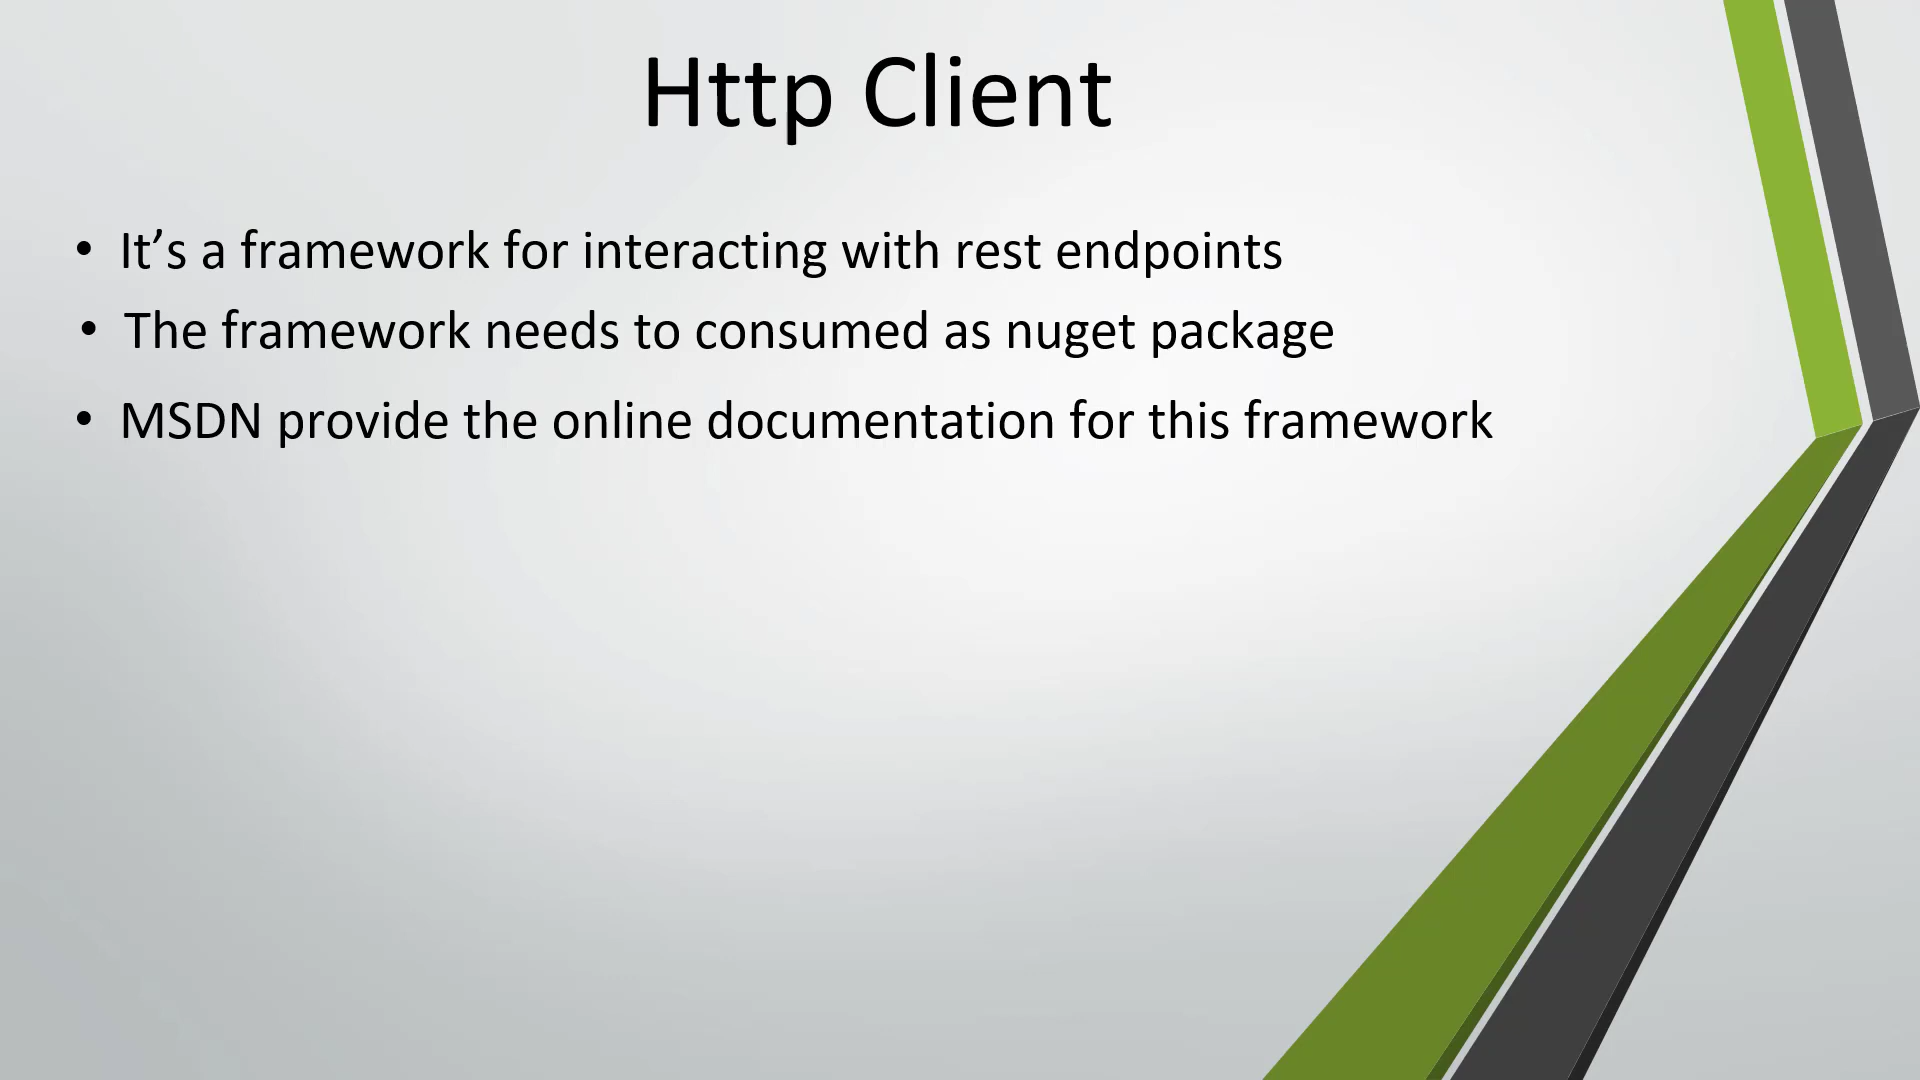 Http Client
• It’s a framework for interacting with rest endpoints
• The framework needs to consumed as nuget package
• MSDN provide the online documentation for this framework